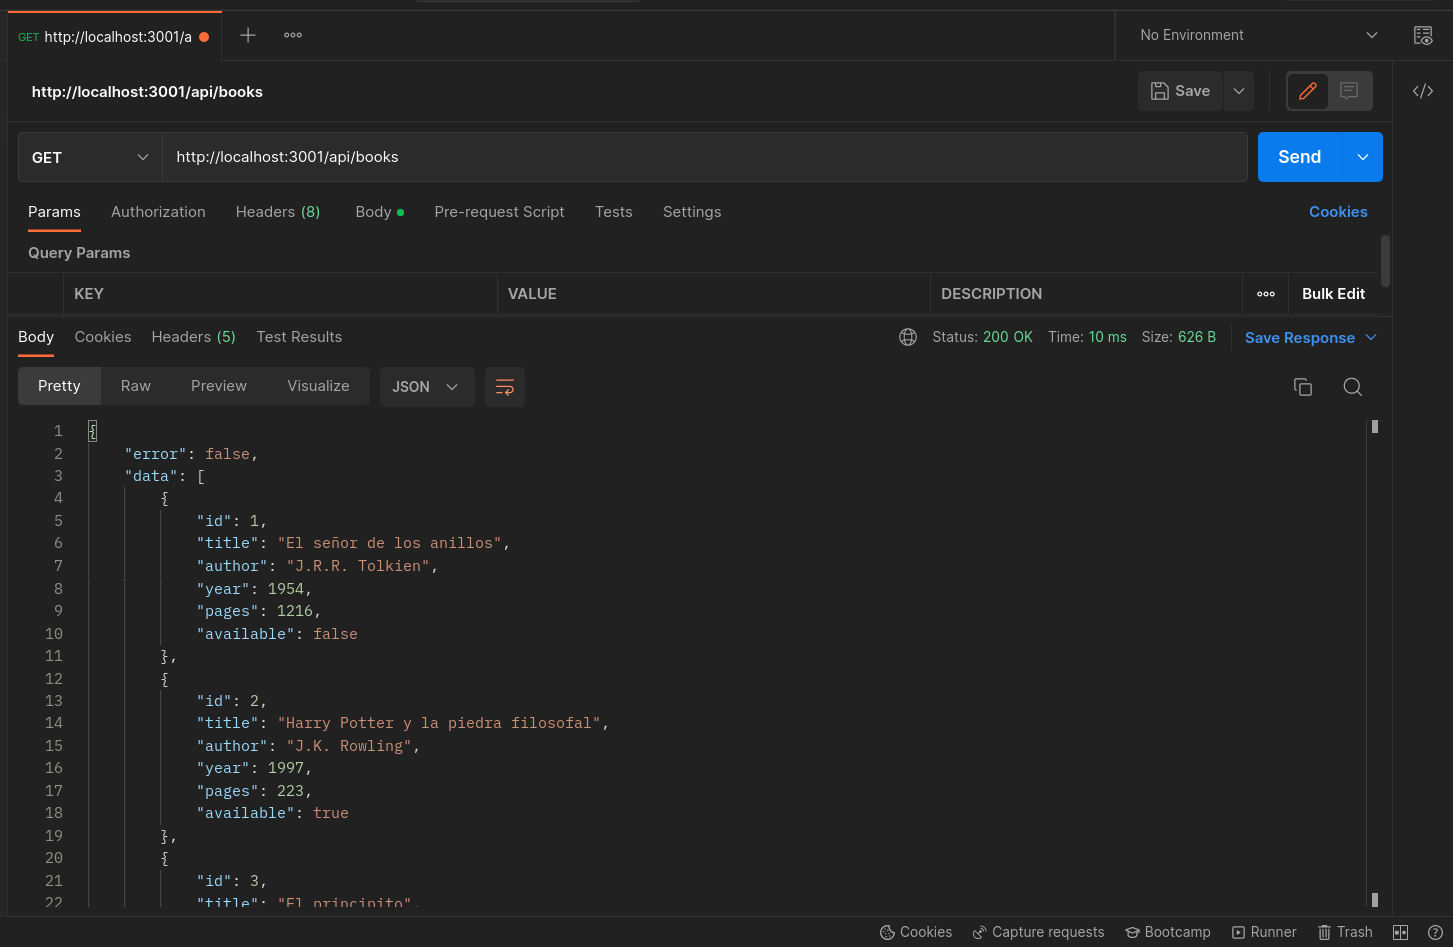 GET http://localhost:3001/a
No Environment
http://localhost:3001/api/books
Save
GET http://localhost:3001/api/books Send
Params Authorization Headers (8) Body Pre-request Script Tests Settings Cookies
Query Params
KEY VALUE DESCRIPTION Bulk Edit
Body Cookies Headers (5) Test Results Status: 200 OK Time: 10 ms Size: 626 B Save Response
Pretty Raw Preview Visualize JSON
1 {
2 "error": false,
3 "data": [
4 {
5 "id": 1,
6 "title": "El señor de los anillos",
7 "author": "J.R.R. Tolkien",
8 "year": 1954,
9 "pages": 1216,
10 "available": false
11 },
12 {
13 "id": 2,
14 "title": "Harry Potter y la piedra filosofal",
15 "author": "J.K. Rowling",
16 "year": 1997,
17 "pages": 223,
18 "available": true
19 },
20 {
21 "id": 3,
22 "title": "El principito",
Cookies Capture requests Bootcamp Runner Trash